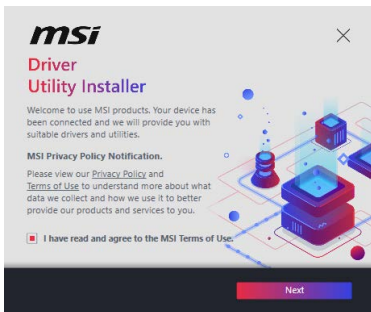 msi
Driver
Utility Installer
Welcome to use MSI products. Your device has
been connected and we will provide you with
suitable drivers and utilities.
MSI Privacy Policy Notification.
Please view our Privacy Policy and
Terms of Use to understand more about what
data we collect and how we use it to better
provide our products and services to you.
I have read and agree to the MSI Terms of Use.
Next